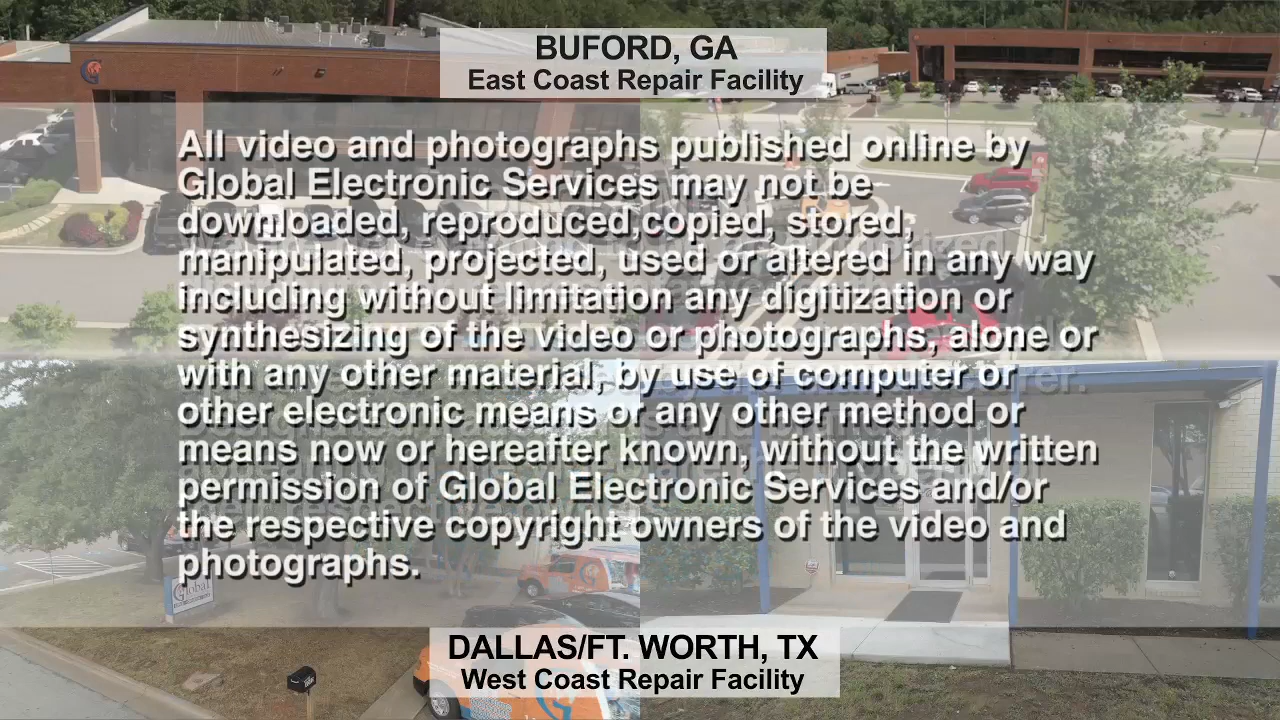 BUFORD, GA
East Coast Repair Facility
All video and photographs published online by
Global Electronic Services may not be
downloaded, reproduced,copied, stored,
manipulated, projected, used or altered in any way
including without limitation any digitization or
synthesizing of the video or photographs, alone or
with any other material, by use of computer or
other electronic means or any other method or
means now or hereafter known, without the written
permission of Global Electronic Services and/or
the respective copyright owners of the video and
photographs.
Global
DALLAS/FT. WORTH, TX
West Coast Repair Facility